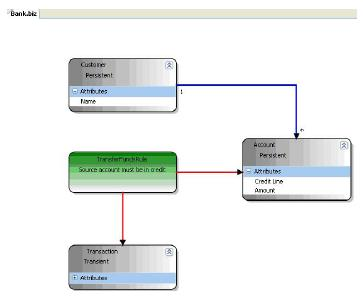 Bank.biz
Customer
Persistent
Attributes
Name
1
*
Account
Persistent
Attributes
Credit Line
Amount
TransferFundsRule
Source account must be in credit
Transaction
Transient
Attributes